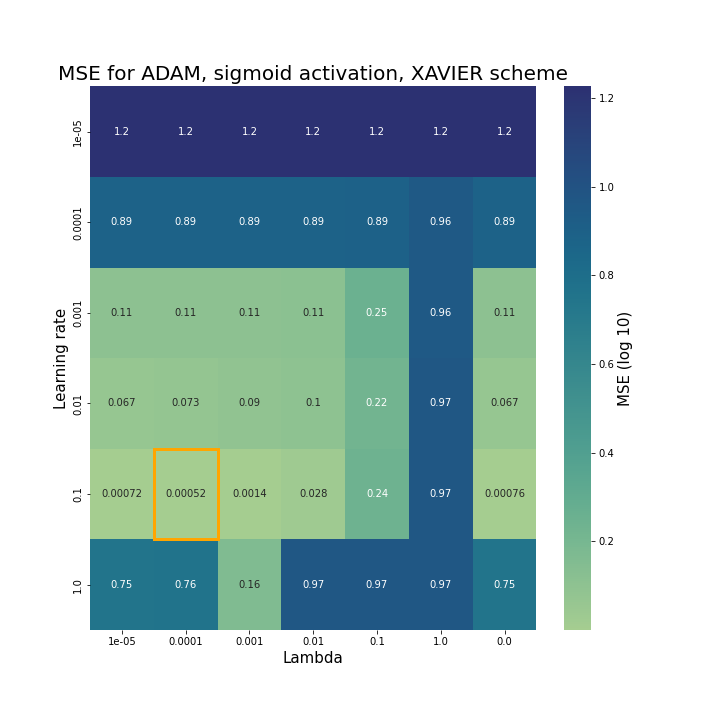 MSE for ADAM, sigmoid activation, XAVIER scheme
1e-05 1.2 1.2 1.2 1.2 1.2 1.2 1.2
0.0001 0.89 0.89 0.89 0.89 0.89 0.96 0.89
0.001 0.11 0.11 0.11 0.11 0.25 0.96 0.11
0.01 0.067 0.073 0.09 0.1 0.22 0.97 0.067
0.1 0.00072 0.00052 0.0014 0.028 0.24 0.97 0.00076
1.0 0.75 0.76 0.16 0.97 0.97 0.97 0.75
1e-05 0.0001 0.001 0.01 0.1 1.0 0.0
Lambda
Learning rate
1.2
1.0
0.8
0.6
0.4
0.2
MSE (log 10)